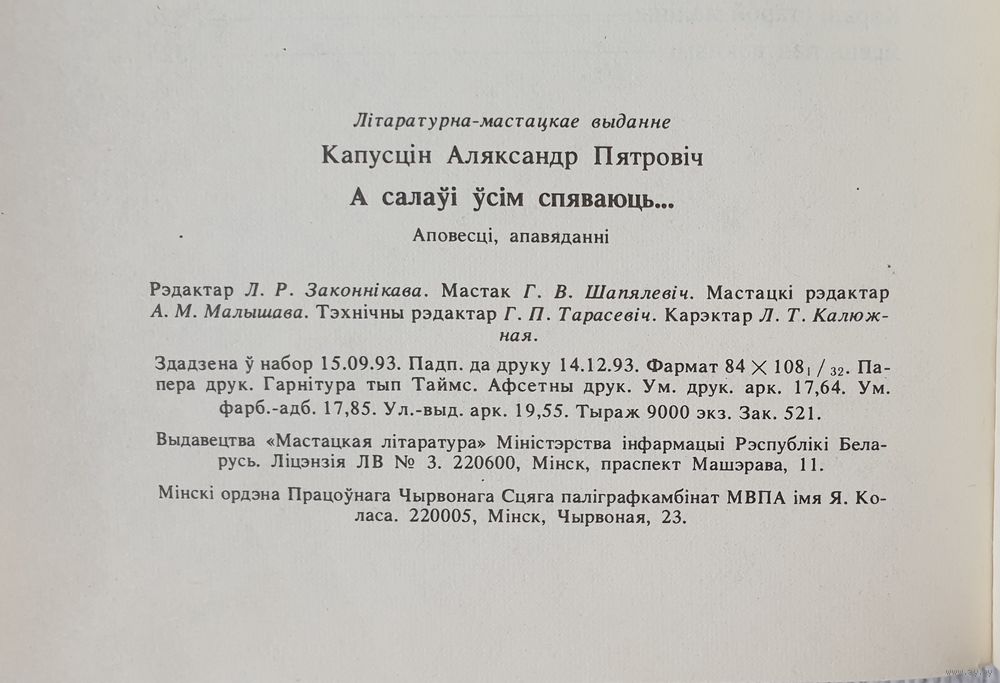 Літаратурна-мастацкае выданне
Капусцін Аляксандр Пятровіч
А салаўі ўсім спяваюць...
Аповесці, апавяданні
Рэдактар Л. Р. Законнікава. Мастак Г. В. Шапялевіч. Мастацкі рэдактар
А. М. Малышава. Тэхнічны рэдактар Г. П. Тарасевіч. Карэктар Л. Т. Калюж-
ная.
Здадзена ў набор 15.09.93. Падп. да друку 14.12.93. Фармат 84 × 108₁/₃₂. Па-
пера друк. Гарнітура тып Таймс. Афсетны друк. Ум. друк. арк. 17,64. Ум.
фарб.-адб. 17,85. Ул.-выд. арк. 19,55. Тыраж 9000 экз. Зак. 521.
Выдавецтва «Мастацкая літаратура» Міністэрства інфармацыі Рэспублікі Бела-
русь. Ліцэнзія ЛВ № 3. 220600, Мінск, праспект Машэрава, 11.
Мінскі ордэна Працоўнага Чырвонага Сцяга паліграфкамбінат МВПА імя Я. Ко-
ласа. 220005, Мінск, Чырвоная, 23.